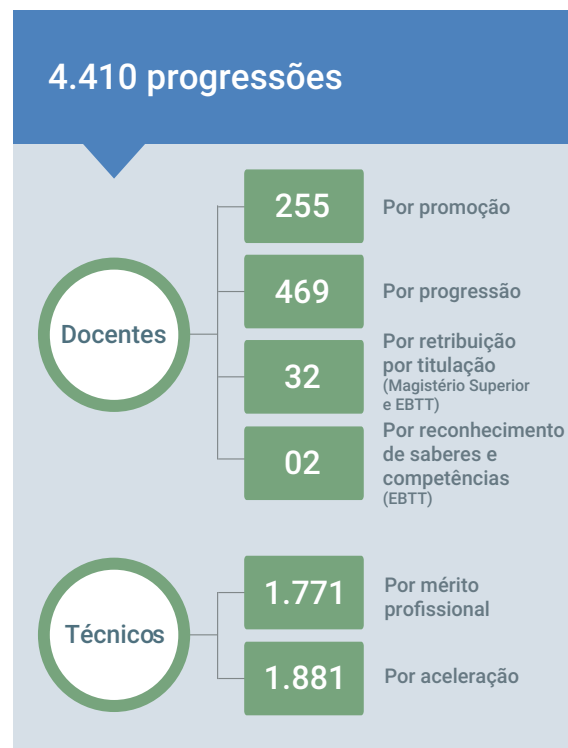 4.410 progressões
Docentes
255
Por promoção
469
Por progressão
32
Por retribuição
por titulação
(Magistério Superior
e EBTT)
02
Por reconhecimento
de saberes e
competências
(EBTT)
Técnicos
1.771
Por mérito
profissional
1.881
Por aceleração